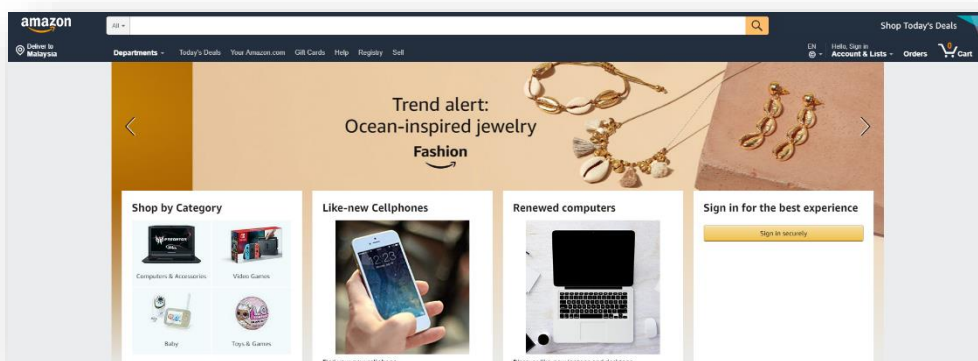 amazon
All
Shop Today's Deals
Deliver to
Malaysia
Departments
Today's Deals Your Amazon.com Gift Cards Help Registry Sell
EN
Hello, Sign in
Account & Lists
Orders
0
Cart
Trend alert:
Ocean-inspired jewelry
Fashion
Shop by Category
Like-new Cellphones
Renewed computers
Sign in for the best experience
Sign in securely
PREDATOR
12:23
Computers & Accessories
Video Games
Baby
Toys & Games